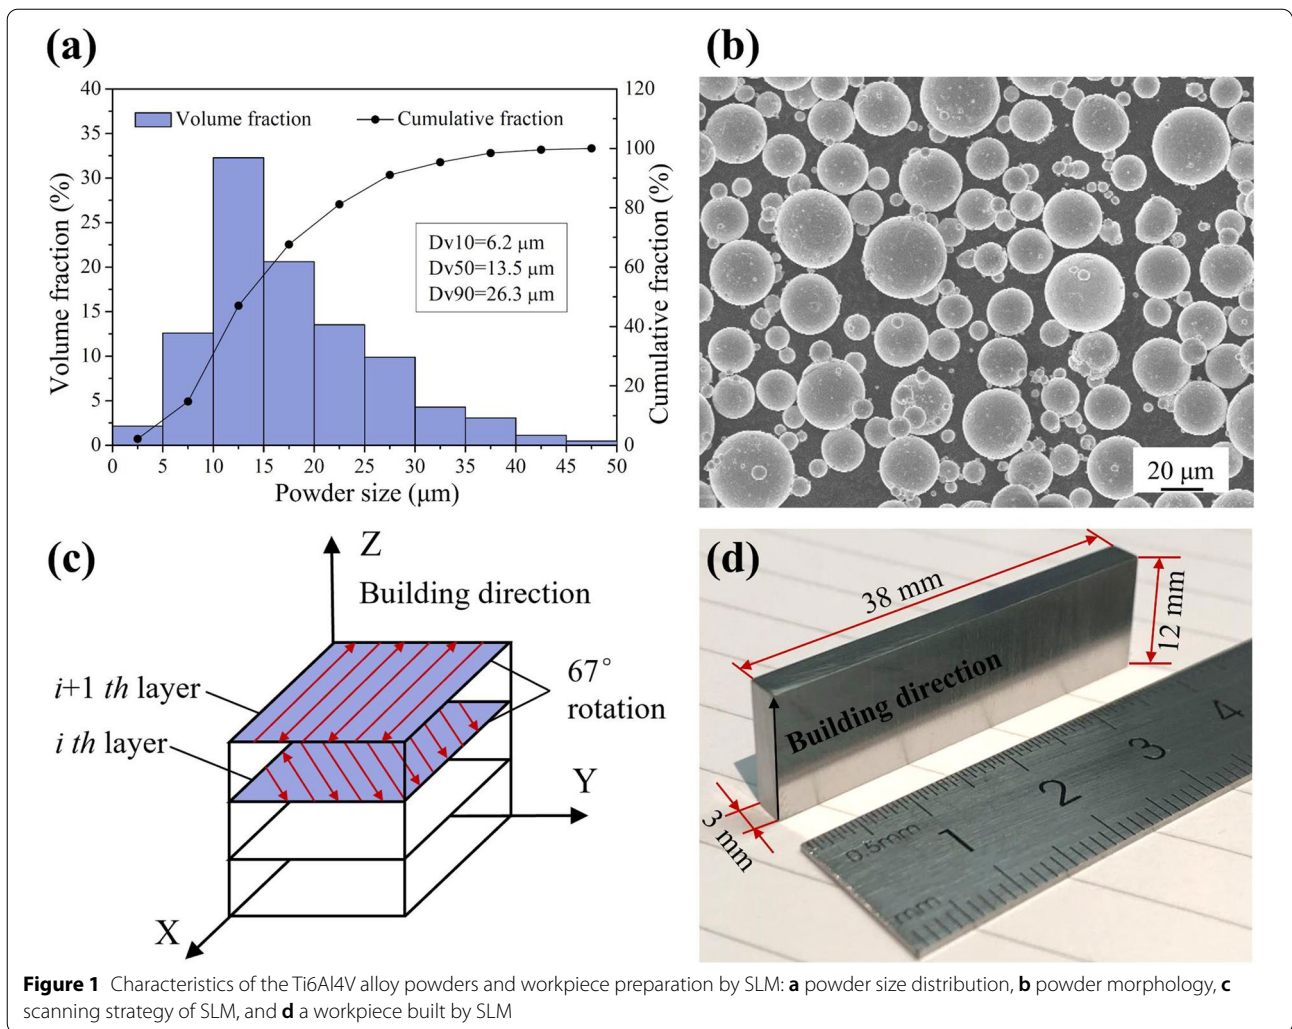 (a)
40
35
30
25
20
15
10
5
0
Volume fraction (%)
Volume fraction
Cumulative fraction
Dv10=6.2 μm
Dv50=13.5 μm
Dv90=26.3 μm
120
100
80
60
40
20
0
Cumulative fraction (%)
0 5 10 15 20 25 30 35 40 45 50
Powder size (μm)
(b)
20 μm
(c)
Z
Building direction
i+1 th layer
i th layer
67°
rotation
Y
X
(d)
38 mm
12 mm
Building direction
3 mm
0.5mm
1 2 3 4
mm
Figure 1 Characteristics of the Ti6Al4V alloy powders and workpiece preparation by SLM: a powder size distribution, b powder morphology, c
scanning strategy of SLM, and d a workpiece built by SLM